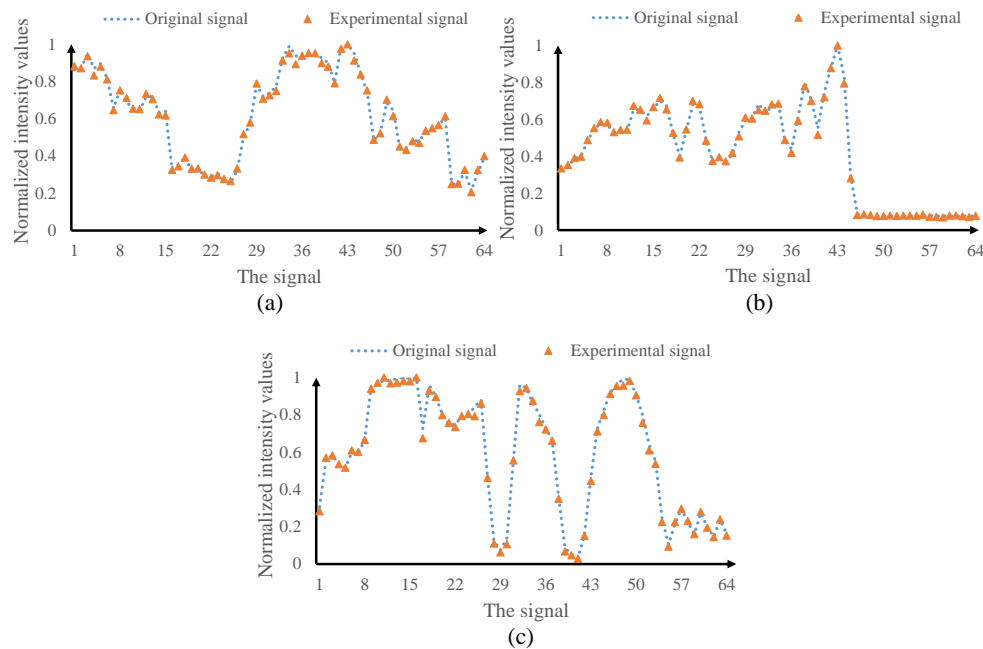 Original signal
Experimental signal
Normalized intensity values
1
0.8
0.6
0.4
0.2
0
1 8 15 22 29 36 43 50 57 64
The signal
(a)
Original signal
Experimental signal
Normalized intensity values
1
0.8
0.6
0.4
0.2
0
1 8 15 22 29 36 43 50 57 64
The signal
(b)
Original signal
Experimental signal
Normalized intensity values
1
0.8
0.6
0.4
0.2
0
1 8 15 22 29 36 43 50 57 64
The signal
(c)